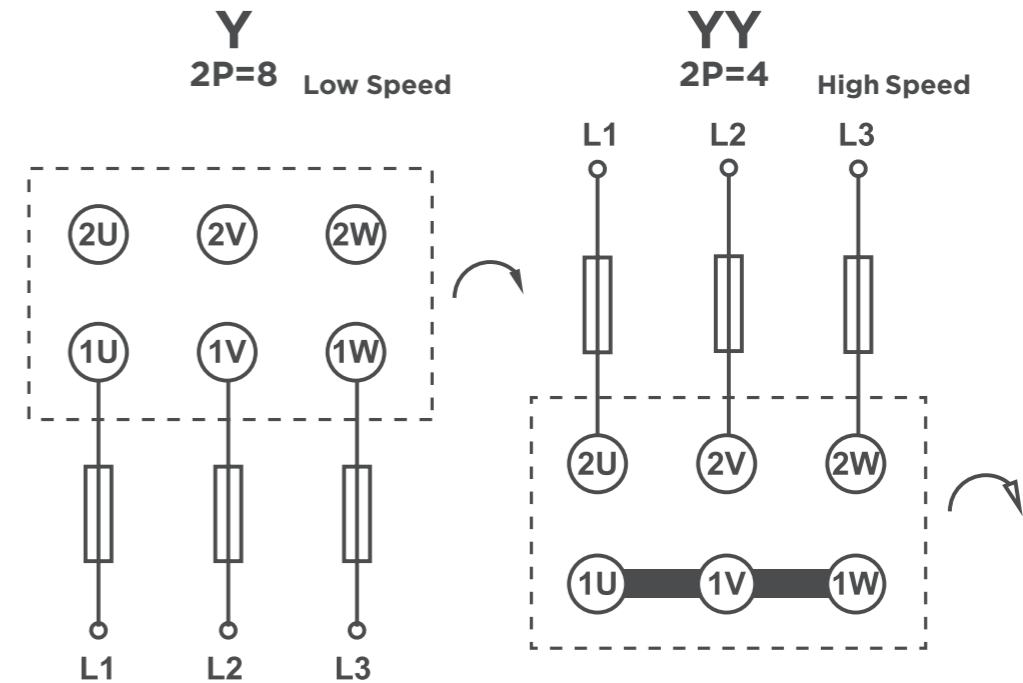 Y
2P=8 Low Speed
2U 2V 2W
1U 1V 1W
L1 L2 L3
YY
2P=4 High Speed
L1 L2 L3
2U 2V 2W
1U 1V 1W